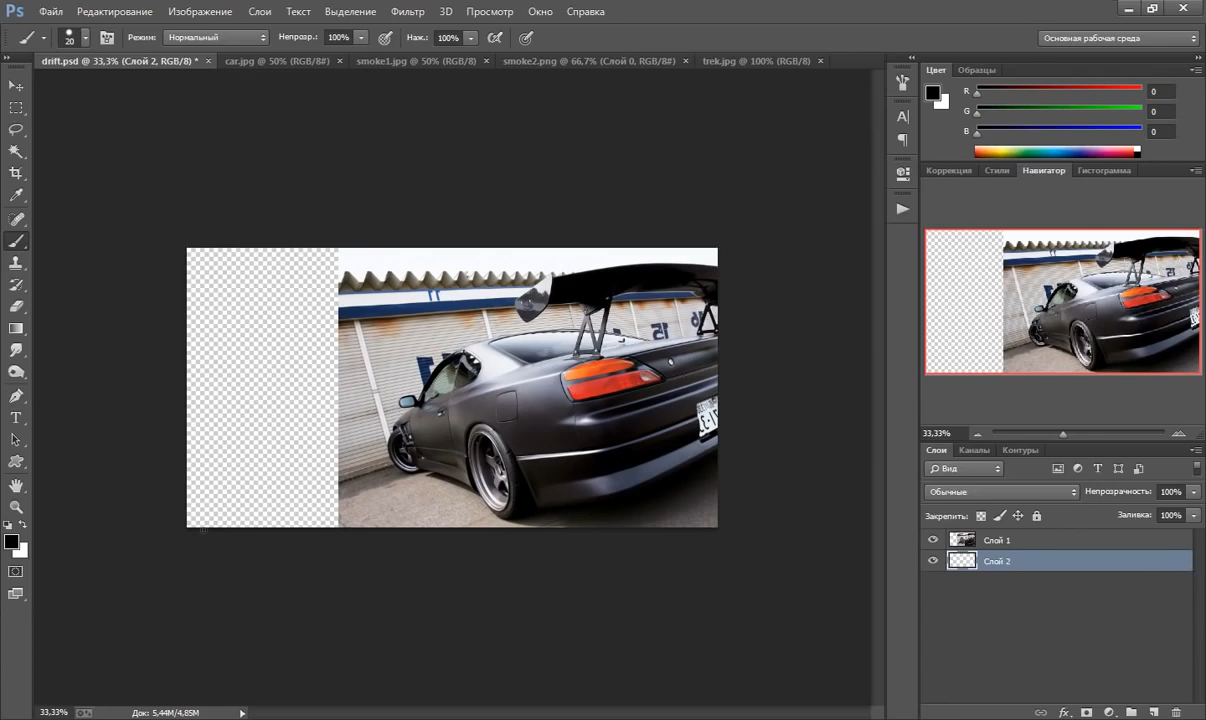 Ps Файл Редактирование Изображение Слои Текст Выделение Фильтр 3D Просмотр Окно Справка
20 Режим: Нормальный Непрозр.: 100% Наж.: 100% Основная рабочая среда
drift.psd @ 33,3% (Слой 2, RGB/8) * × car.jpg @ 50% (RGB/8#) × smoke1.jpg @ 50% (RGB/8#) × smoke2.png @ 66,7% (Слой 0, RGB/8#) × trek.jpg @ 100% (RGB/8) ×
Цвет Образцы
R 0
G 0
B 0
Коррекция Стили Навигатор Гистограмма
33,33%
Слои Каналы Контуры
Вид
Обычные Непрозрачность: 100%
Закрепить: Заливка: 100%
Слой 1
Слой 2
fx
33,33% Док: 5,44M/4,85M